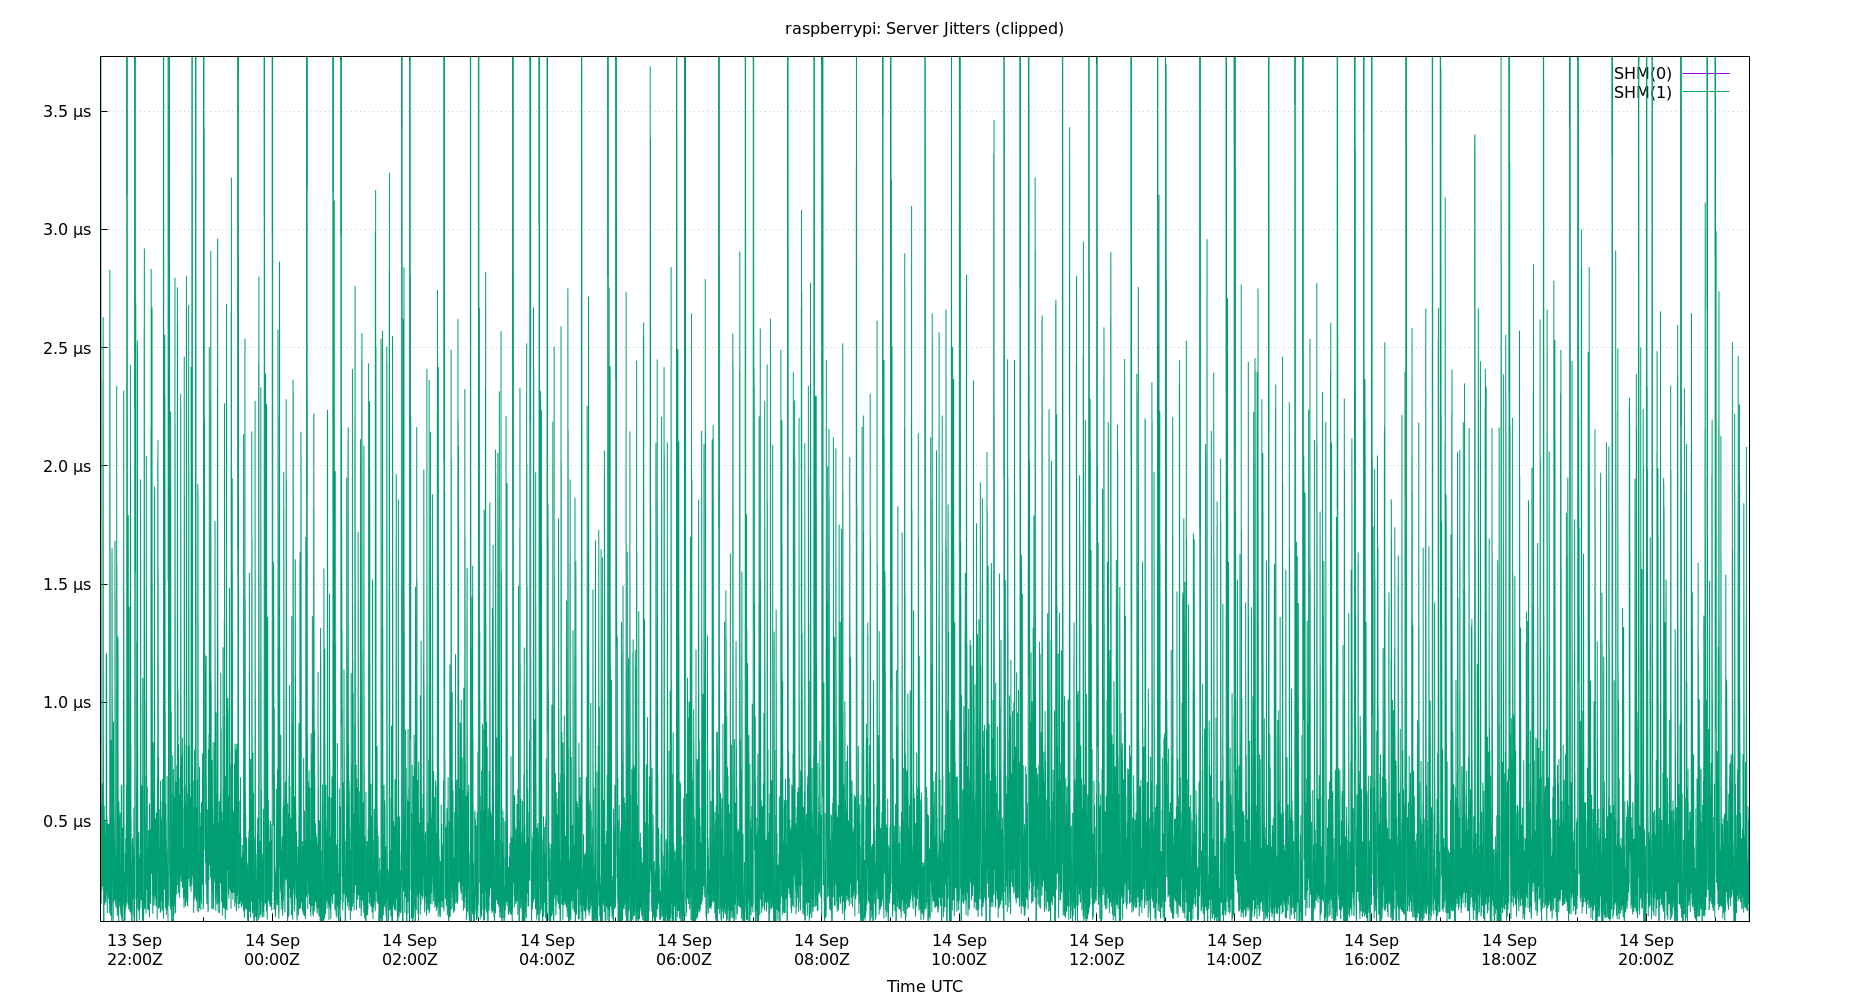 raspberrypi: Server Jitters (clipped)
SHM(0)
SHM(1)
3.5 µs
3.0 µs
2.5 µs
2.0 µs
1.5 µs
1.0 µs
0.5 µs
13 Sep 14 Sep 14 Sep 14 Sep 14 Sep 14 Sep 14 Sep 14 Sep 14 Sep 14 Sep 14 Sep 14 Sep
22:00Z 00:00Z 02:00Z 04:00Z 06:00Z 08:00Z 10:00Z 12:00Z 14:00Z 16:00Z 18:00Z 20:00Z
Time UTC